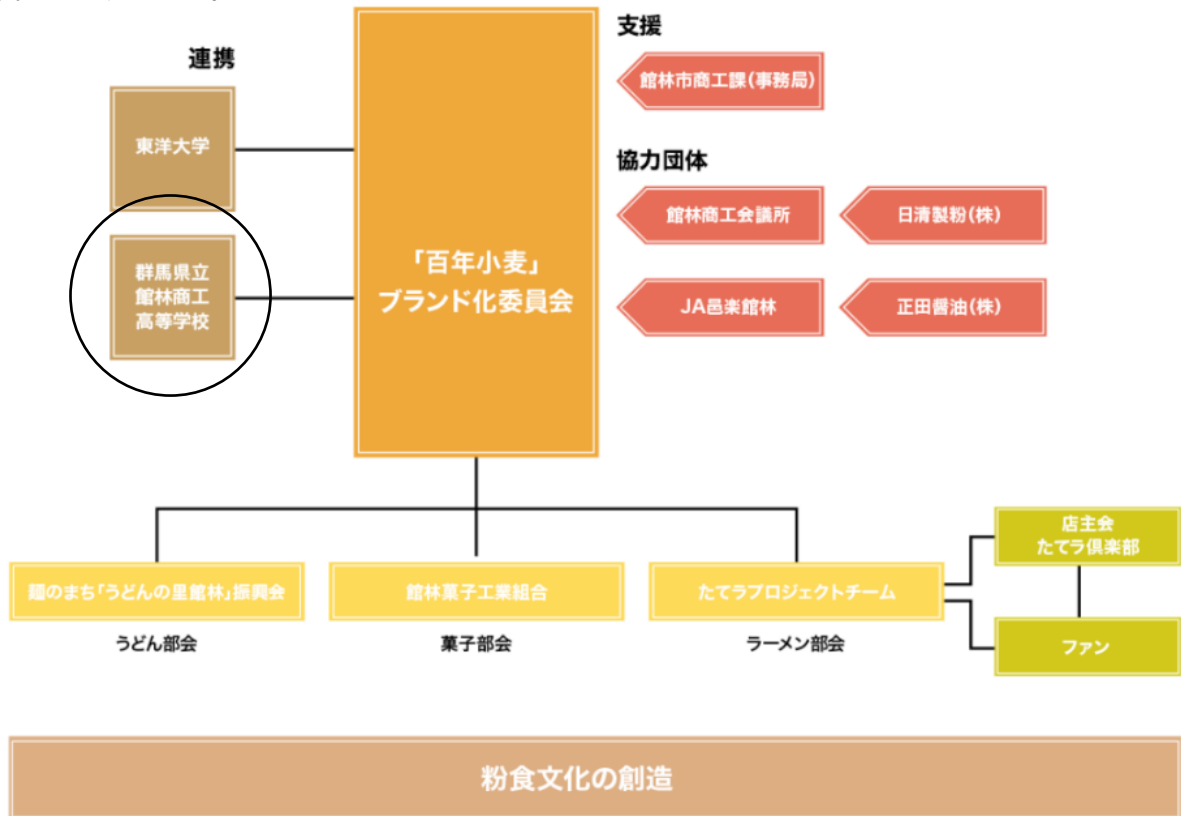 連携
東洋大学
群馬県立
館林商工
高等学校
「百年小麦」
ブランド化委員会
支援
館林市商工課(事務局)
協力団体
館林商工会議所
日清製粉(株)
JA邑楽館林
正田醤油(株)
麺のまち「うどんの里館林」振興会
うどん部会
館林菓子工業組合
菓子部会
たてラプロジェクトチーム
ラーメン部会
店主会
たてラ倶楽部
ファン
粉食文化の創造